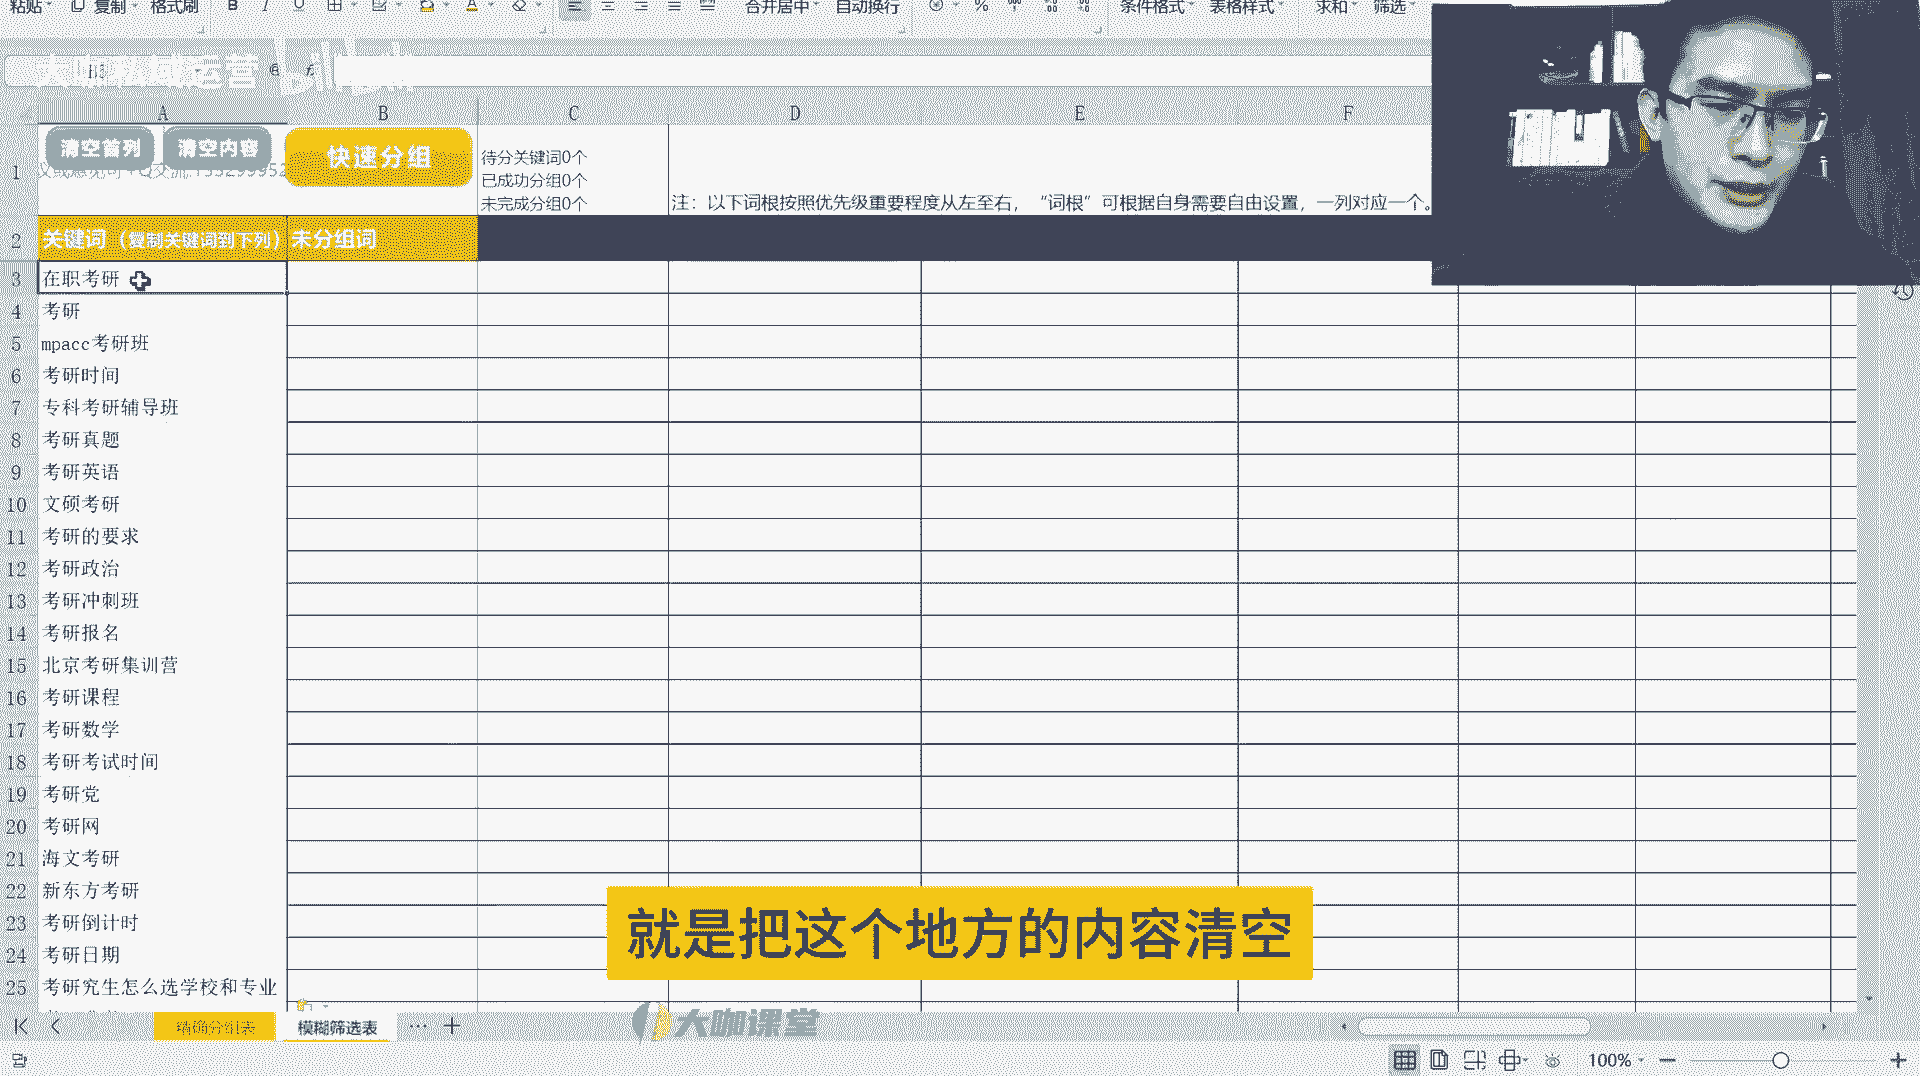 粘贴 复制 格式刷 B I U A 合并居中 自动换行 % 条件格式 表格样式 求和 筛选
大咖私域运营 bilibili
A B C D E F
清空首列 清空内容 快速分组
待分关键词0个
已成功分组0个
未完成分组0个
注：以下词根按照优先级重要程度从左至右，“词根”可根据自身需要自由设置，一列对应一个。
1
2 关键词（复制关键词到下列） 未分组词
3 在职考研
4 考研
5 mpacc考研班
6 考研时间
7 专科考研辅导班
8 考研真题
9 考研英语
10 文硕考研
11 考研的要求
12 考研政治
13 考研冲刺班
14 考研报名
15 北京考研集训营
16 考研课程
17 考研数学
18 考研考试时间
19 考研党
20 考研网
21 海文考研
22 新东方考研
23 考研倒计时
24 考研日期
25 考研究生怎么选学校和专业
就是把这个地方的内容清空
精确分组表 模糊筛选表 ··· +
大咖课堂
100% — +